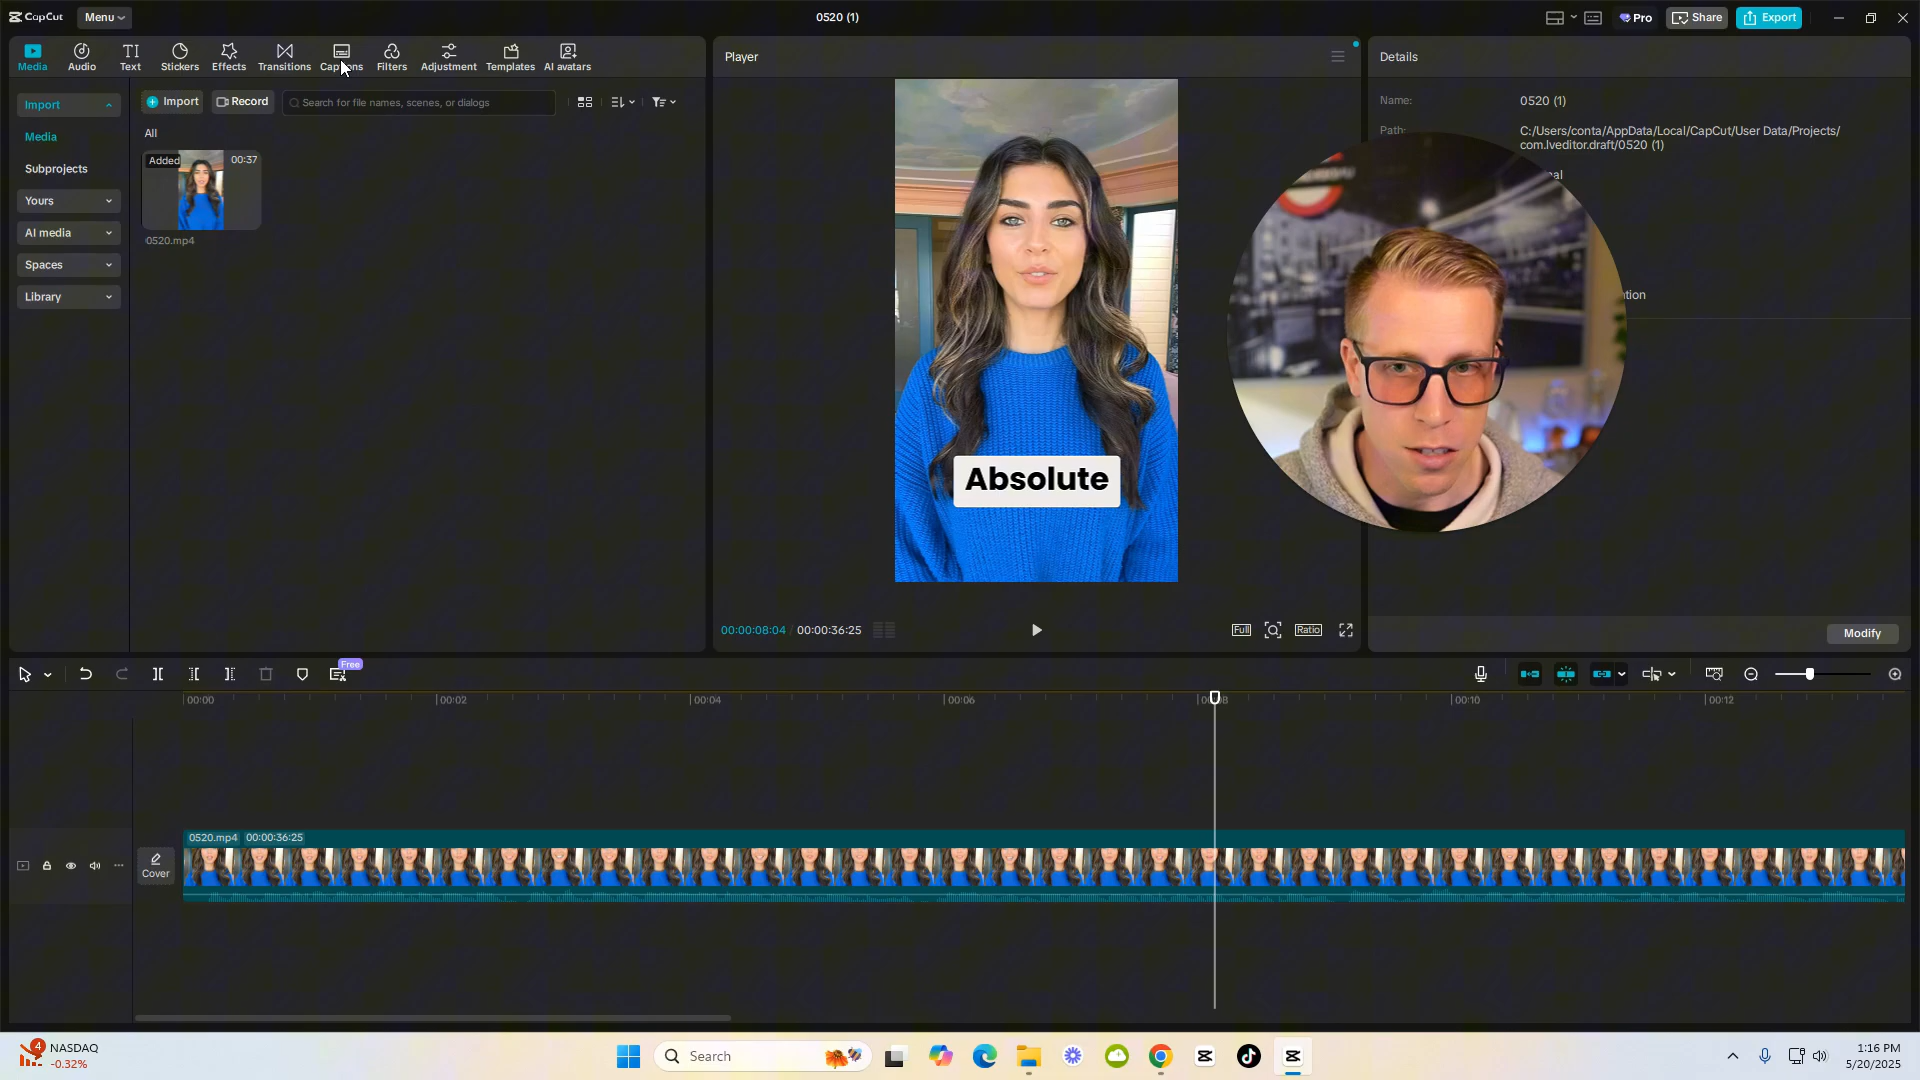 CapCut Menu 0520 (1) Pro Share Export
Media Audio Text Stickers Effects Transitions Captions Filters Adjustment Templates AI avatars
Player
Details
Import
Import Record Search for file names, scenes, or dialogs
Name: 0520 (1)
All
Path: C:/Users/conta/AppData/Local/CapCut/User Data/Projects/
com.lveditor.draft/0520 (1)
Media
Added 00:37
Subprojects
Yours
AI media
0520.mp4
Spaces
Library
Absolute
00:00:08:04 / 00:00:36:25
Full Ratio
Modify
Free
00:00 00:02 00:04 00:06 00:10 00:12
0520.mp4 00:00:36:25
Cover
4 NASDAQ
-0.32%
Search
1:16 PM
5/20/2025